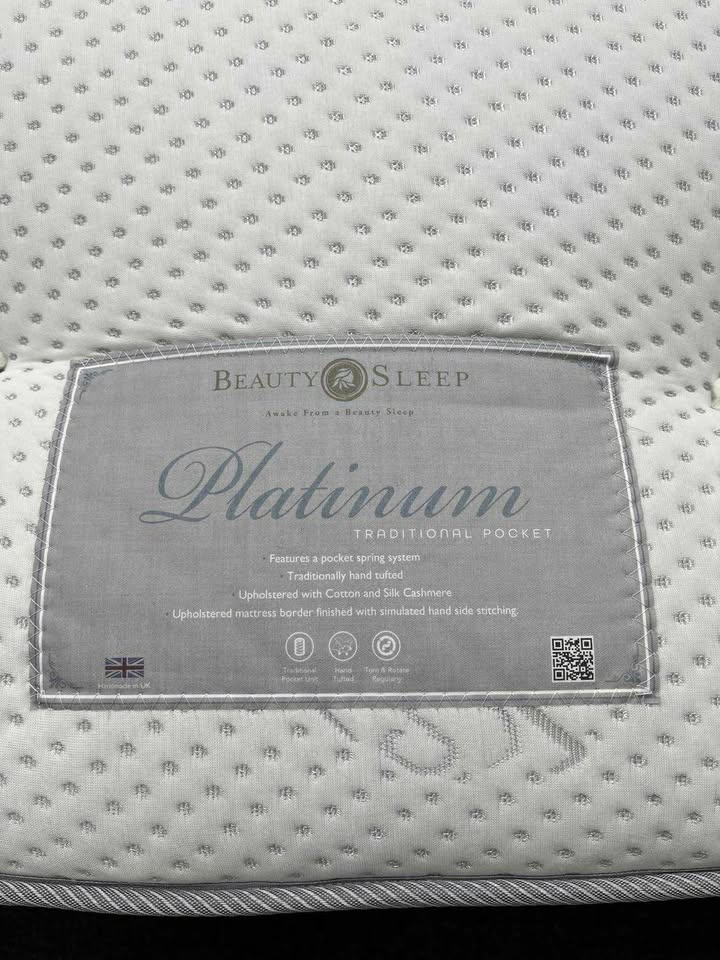 BEAUTY SLEEP
Awake From a Beauty Sleep
Platinum
TRADITIONAL POCKET
· Features a pocket spring system
· Traditionally hand tufted
· Upholstered with Cotton and Silk Cashmere
· Upholstered mattress border finished with simulated hand side stitching.
Traditional Pocket Unit
Hand Tufted
Turn & Rotate Regularly
Handmade in UK